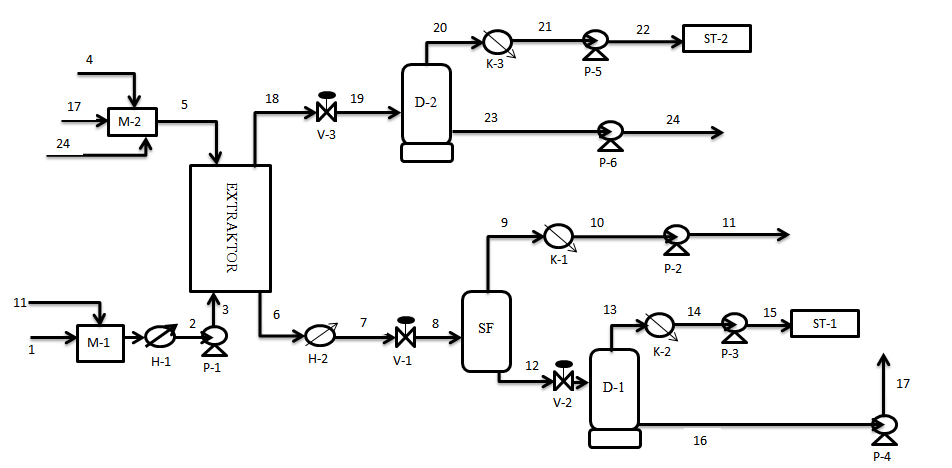 20
21
22
ST-2
K-3
P-5
4
17
M-2
5
18
19
D-2
V-3
23
24
24
P-6
EXTRAKTOR
9
10
11
K-1
P-2
11
3
6
7
8
SF
13
14
15
ST-1
1
M-1
2
H-1
P-1
H-2
V-1
K-2
P-3
12
V-2
D-1
17
16
P-4